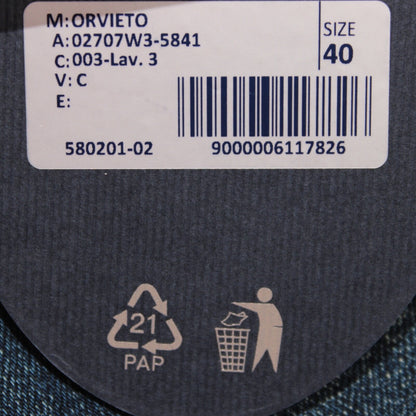 M: ORVIETO
A: 02707W3-5841
C: 003-Lav. 3
V: C
E:
SIZE
40
580201-02
9000006117826
21
PAP